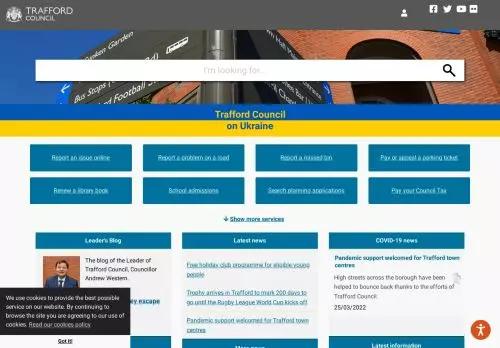 TRAFFORD
COUNCIL
Garden
Bus Stops
Football
I'm looking for...
Trafford Council
on Ukraine
Report an issue online
Report a problem on a road
Report a missed bin
Pay or appeal a parking ticket
Renew a library book
School admissions
Search planning applications
Pay your Council Tax
Show more services
Leader's Blog
Latest news
COVID-19 news
The blog of the Leader of
Trafford Council, Councillor
Andrew Western.
Free holiday club programme for eligible young
people
Trophy arrives in Trafford to mark 200 days to
go until the Rugby League World Cup kicks off
Pandemic support welcomed for Trafford town
centres
Pandemic support welcomed for Trafford town
centres
High streets across the borough have been
helped to bounce back thanks to the efforts of
Trafford Council.
25/03/2022
escape
We use cookies to provide the best possible
service on our website. By continuing to
browse the site you are agreeing to our use of
cookies. Read our cookies policy
Got it!
More news
Latest information